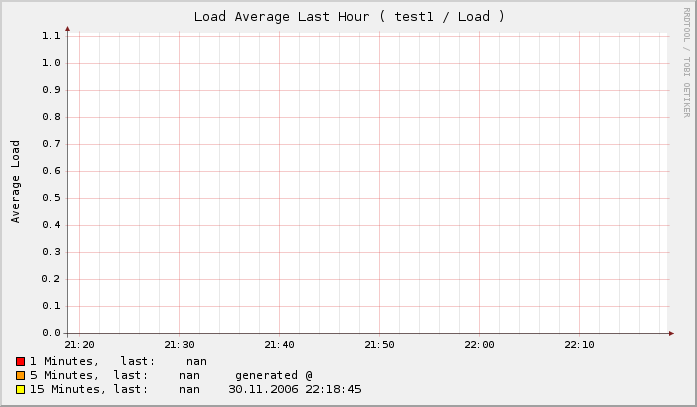 Load Average Last Hour ( test1 / Load )
RRDTOOL / TOBI OETIKER
Average Load
1.1
1.0
0.9
0.8
0.7
0.6
0.5
0.4
0.3
0.2
0.1
0.0
21:20 21:30 21:40 21:50 22:00 22:10
1 Minutes, last: nan
5 Minutes, last: nan generated @
15 Minutes, last: nan 30.11.2006 22:18:45